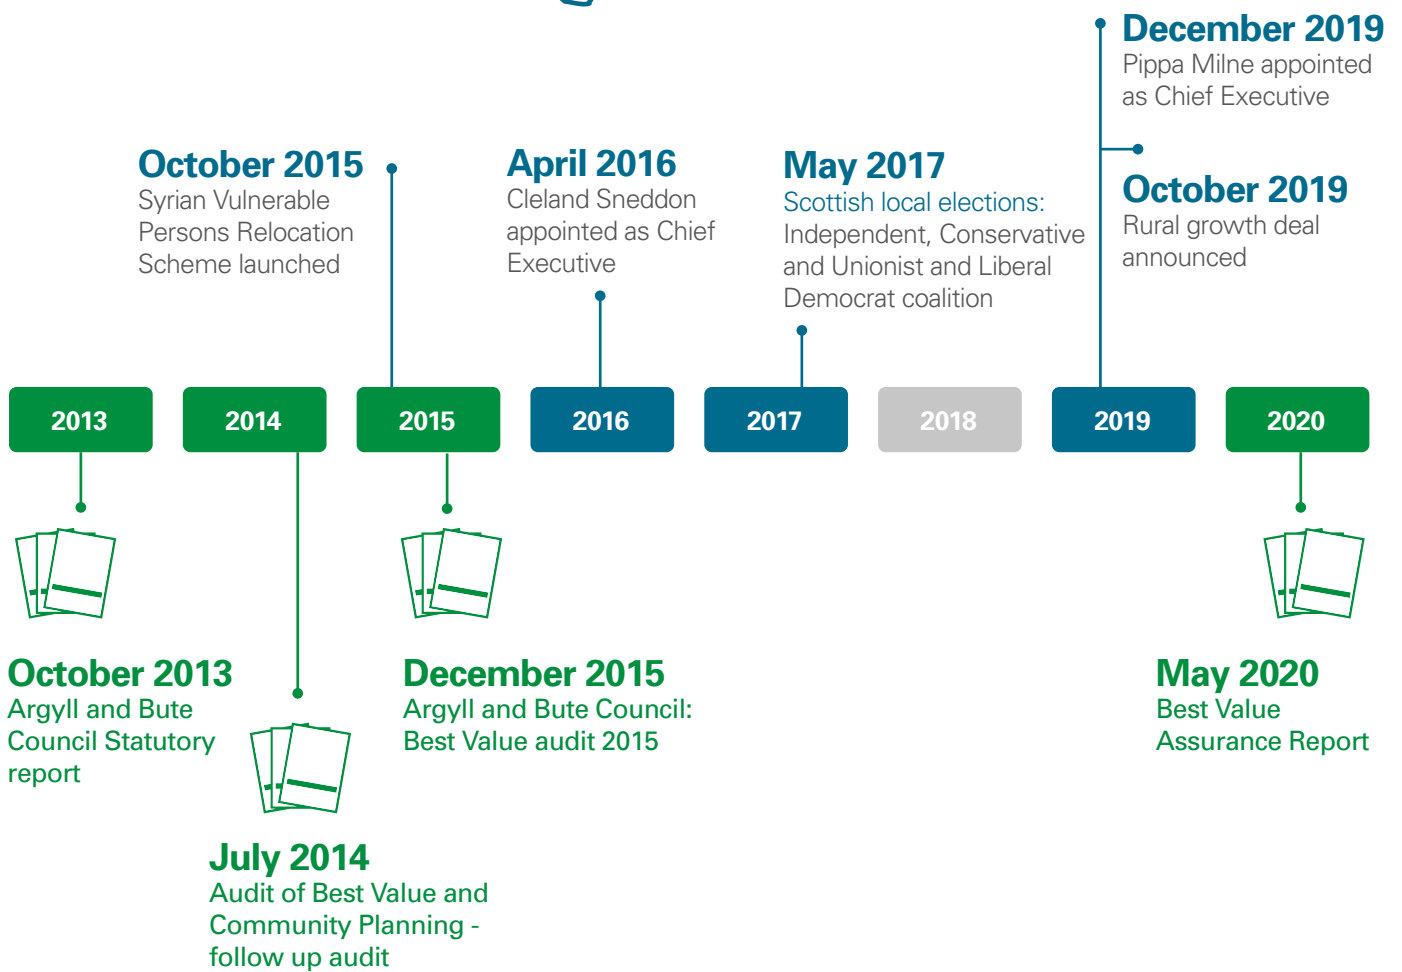 December 2019
Pippa Milne appointed
as Chief Executive
October 2015
Syrian Vulnerable
Persons Relocation
Scheme launched
April 2016
Cleland Sneddon
appointed as Chief
Executive
May 2017
Scottish local elections:
Independent, Conservative
and Unionist and Liberal
Democrat coalition
October 2019
Rural growth deal
announced
2013
2014
2015
2016
2017
2018
2019
2020
October 2013
Argyll and Bute
Council Statutory
report
July 2014
Audit of Best Value and
Community Planning -
follow up audit
December 2015
Argyll and Bute Council:
Best Value audit 2015
May 2020
Best Value
Assurance Report